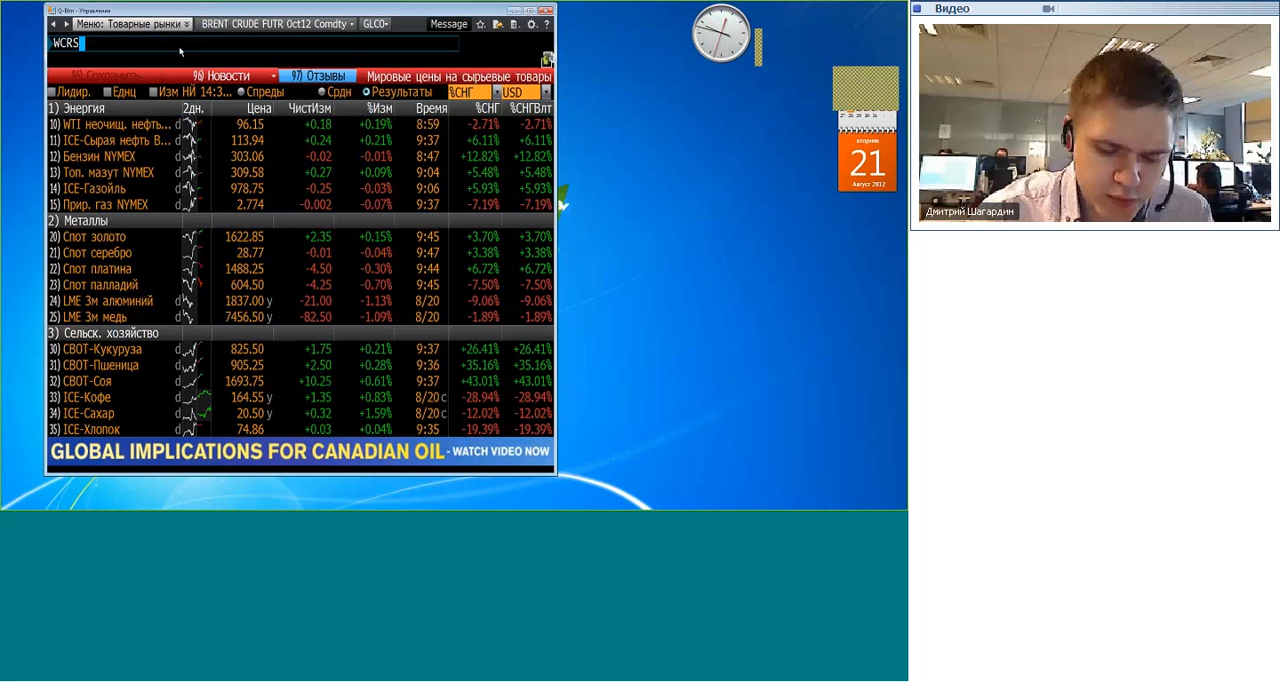 Q-Blm - Управление
Меню: Товарные рынки BRENT CRUDE FUTR Oct12 Comdty GLCO Message
WCRS
96) Новости 97) Отзывы Мировые цены на сырьевые товары
Лидир. Еднц Изм НИ 14:3... Спреды Срдн Результаты %СНГ USD
1) Энергия 2дн. Цена ЧистИзм %Изм Время %СНГ %СНГВлт
10) WTI неочищ. нефть... d 96.15 +0.18 +0.19% 8:59 -2.71% -2.71%
11) ICE-Сырая нефть B... d 113.94 +0.24 +0.21% 9:37 +6.11% +6.11%
12) Бензин NYMEX d 303.06 -0.02 -0.01% 8:47 +12.82% +12.82%
13) Топ. мазут NYMEX d 309.58 +0.27 +0.09% 9:04 +5.48% +5.48%
14) ICE-Газойль d 978.75 -0.25 -0.03% 9:06 +5.93% +5.93%
15) Прир. газ NYMEX d 2.774 -0.002 -0.07% 9:37 -7.19% -7.19%
2) Металлы
20) Спот золото 1622.85 +2.35 +0.15% 9:45 +3.70% +3.70%
21) Спот серебро 28.77 -0.01 -0.04% 9:47 +3.38% +3.38%
22) Спот платина 1488.25 -4.50 -0.30% 9:44 +6.72% +6.72%
23) Спот палладий 604.50 -4.25 -0.70% 9:45 -7.50% -7.50%
24) LME 3м алюминий d 1837.00 y -21.00 -1.13% 8/20 -9.06% -9.06%
25) LME 3м медь d 7456.50 y -82.50 -1.09% 8/20 -1.89% -1.89%
3) Сельск. хозяйство
30) CBOT-Кукуруза d 825.50 +1.75 +0.21% 9:37 +26.41% +26.41%
31) CBOT-Пшеница d 905.25 +2.50 +0.28% 9:36 +35.16% +35.16%
32) CBOT-Соя d 1693.75 +10.25 +0.61% 9:37 +43.01% +43.01%
33) ICE-Кофе d 164.55 y +1.35 +0.83% 8/20 c -28.94% -28.94%
34) ICE-Сахар d 20.50 y +0.32 +1.59% 8/20 c -12.02% -12.02%
35) ICE-Хлопок d 74.86 +0.03 +0.04% 9:35 -19.39% -19.39%
GLOBAL IMPLICATIONS FOR CANADIAN OIL - WATCH VIDEO NOW
вторник
21
Август 2012
Видео
Дмитрий Шагардин